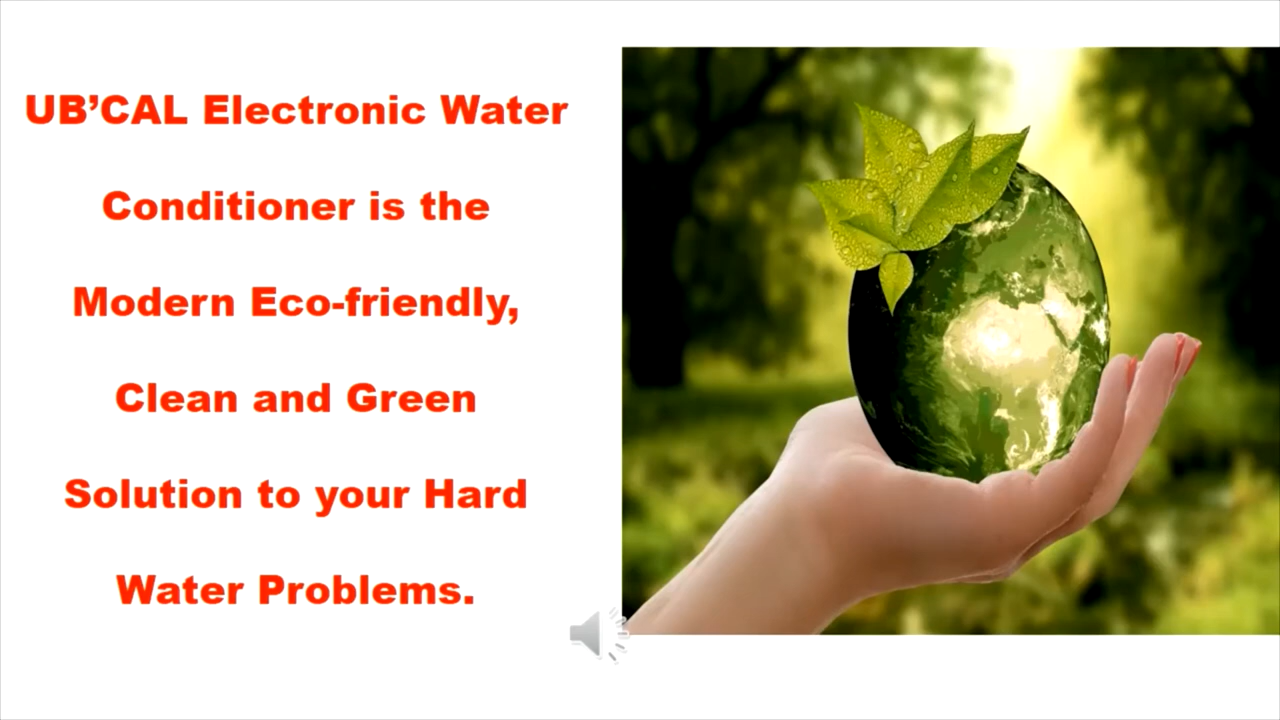 UB’CAL Electronic Water
Conditioner is the
Modern Eco-friendly,
Clean and Green
Solution to your Hard
Water Problems.